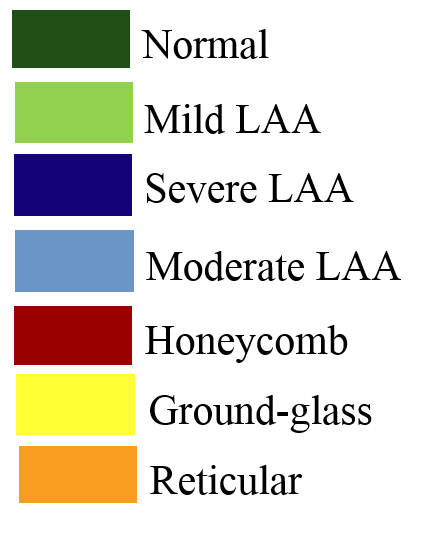 Normal
Mild LAA
Severe LAA
Moderate LAA
Honeycomb
Ground-glass
Reticular